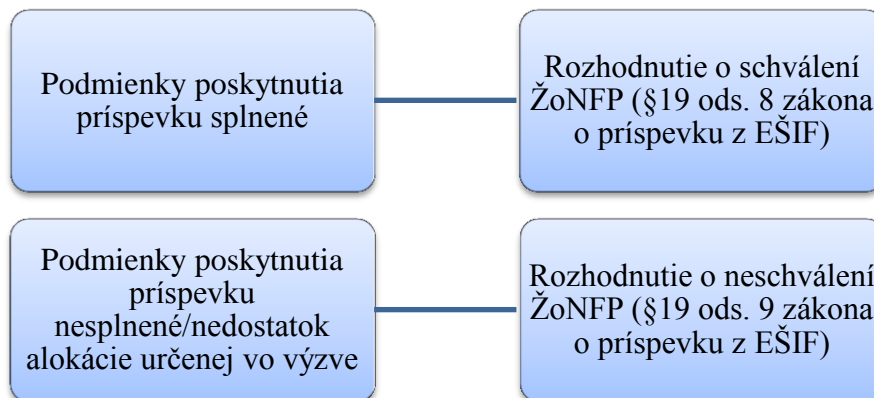 Podmienky poskytnutia
príspevku splnené
Rozhodnutie o schválení
ŽoNFP (§19 ods. 8 zákona
o príspevku z EŠIF)
Podmienky poskytnutia
príspevku
nesplnené/nedostatok
alokácie určenej vo výzve
Rozhodnutie o neschválení
ŽoNFP (§19 ods. 9 zákona
o príspevku z EŠIF)